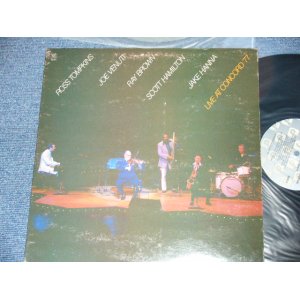 ROSS TOMPKINS
JOE VENUTI
RAY BROWN
SCOTT HAMILTON
JAKE HANNA
LIVE AT CONCORD '77